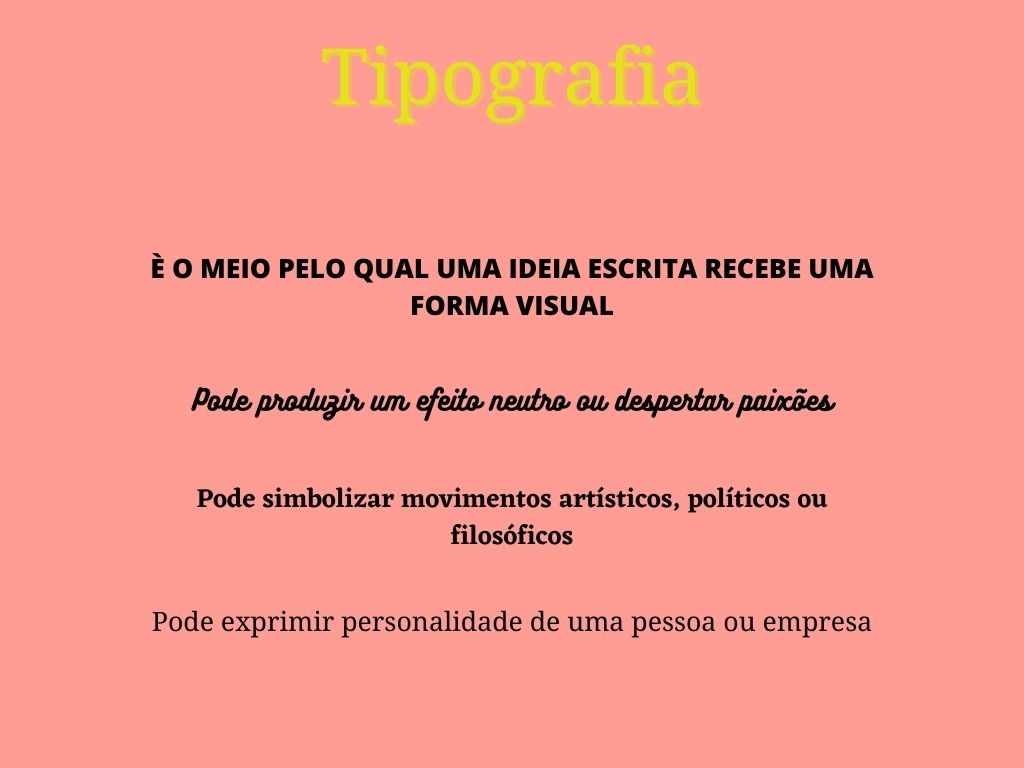 Tipografia
È O MEIO PELO QUAL UMA IDEIA ESCRITA RECEBE UMA
FORMA VISUAL
Pode produzir um efeito neutro ou despertar paixões
Pode simbolizar movimentos artísticos, políticos ou
filosóficos
Pode exprimir personalidade de uma pessoa ou empresa